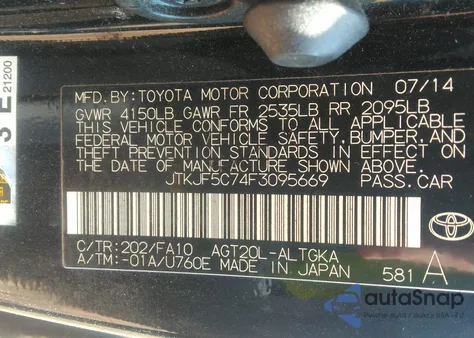 MFD.BY:TOYOTA MOTOR CORPORATION 07/14
GVWR 4150LB GAWR FR 2535LB RR 2095LB
THIS VEHICLE CONFORMS TO ALL APPLICABLE
FEDERAL MOTOR VEHICLE SAFETY, BUMPER, AND
THEFT PREVENTION STANDARDS IN EFFECT ON
THE DATE OF MANUFACTURE SHOWN ABOVE.
JTKJF5C74F3095669 PASS.CAR
C/TR:202/FA10 AGT20L-ALTGKA
A/TM:-01A/U760E MADE IN JAPAN 581 A
TOYOTA
21200
autoSnap